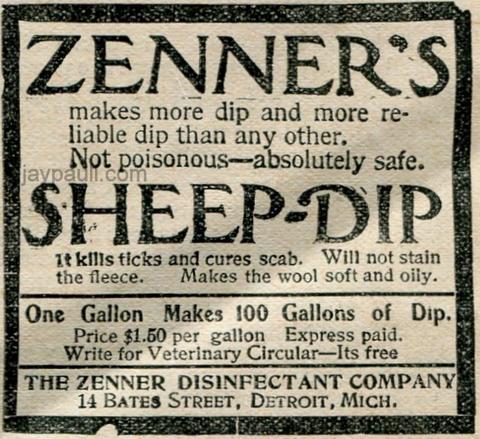 ZENNER'S
makes more dip and more re-
liable dip than any other.
Not poisonous—absolutely safe.
jaypaull.com
SHEEP-DIP
It kills ticks and cures scab. Will not stain
the fleece. Makes the wool soft and oily.
One Gallon Makes 100 Gallons of Dip.
Price $1.50 per gallon Express paid.
Write for Veterinary Circular—Its free
THE ZENNER DISINFECTANT COMPANY
14 BATES STREET, DETROIT, MICH.